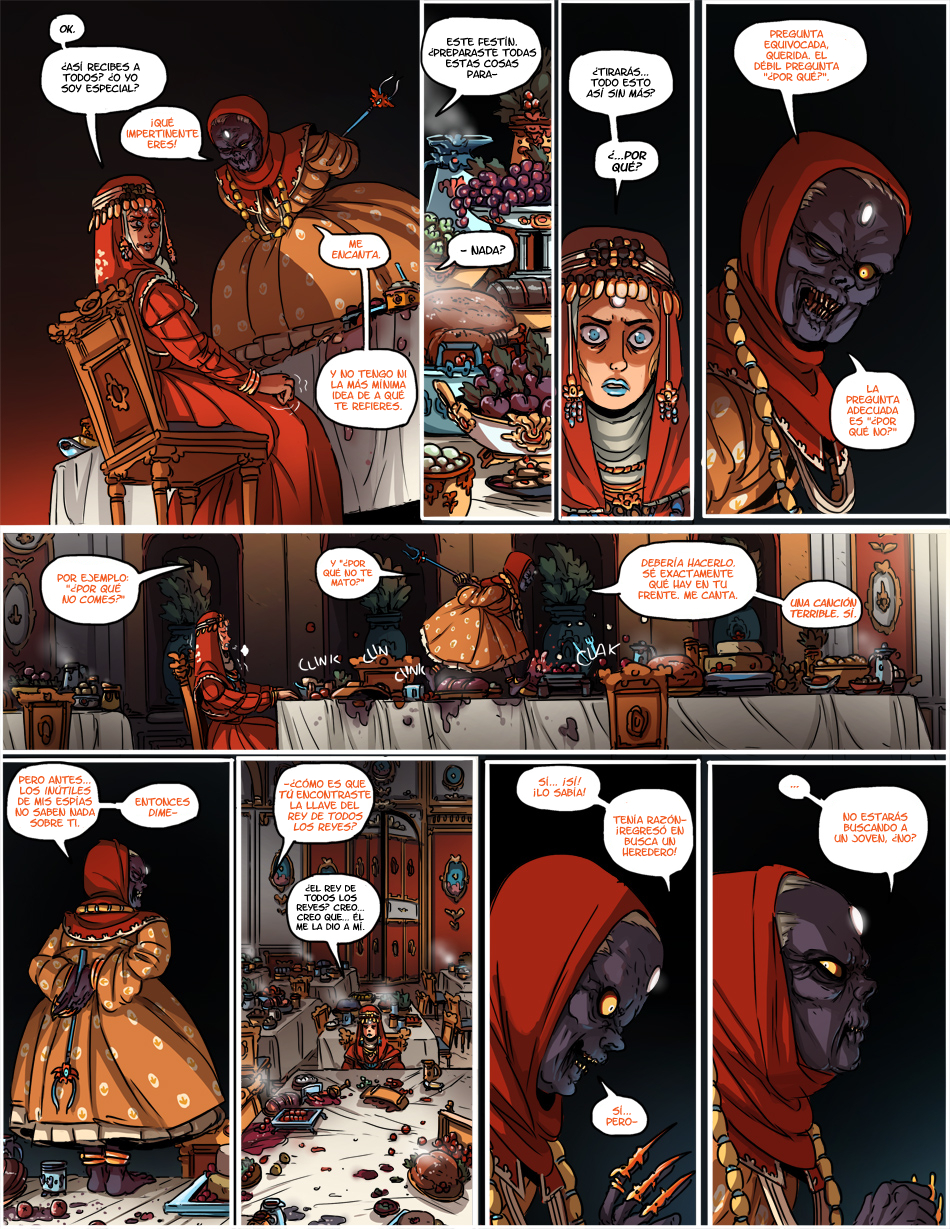 OK.
¿ASÍ RECIBES A
TODOS? ¿O YO
SOY ESPECIAL?
¡QUÉ
IMPERTINENTE
ERES!
ME
ENCANTA.
Y NO TENGO NI
LA MÁS MÍNIMA
IDEA DE A QUÉ
TE REFIERES.
ESTE FESTÍN.
¿PREPARASTE TODAS
ESTAS COSAS
PARA-
- NADA?
¿TIRARÁS...
TODO ESTO
ASÍ SIN MÁS?
¿...POR
QUÉ?
PREGUNTA
EQUIVOCADA,
QUERIDA. EL
DÉBIL PREGUNTA
"¿POR QUÉ?".
LA
PREGUNTA
ADECUADA
ES "¿POR
QUÉ NO?"
POR EJEMPLO:
"¿POR QUÉ
NO COMES?"
Y "¿POR
QUÉ NO TE
MATO?"
DEBERÍA HACERLO.
SÉ EXACTAMENTE
QUÉ HAY EN TU
FRENTE. ME CANTA.
UNA CANCIÓN
TERRIBLE. SÍ.
CLINK
CLIN
CLINK
CLAK
PERO ANTES...
LOS INÚTILES
DE MIS ESPÍAS
NO SABEN NADA
SOBRE TI.
ENTONCES
DIME-
-¿CÓMO ES QUE
TÚ ENCONTRASTE
LA LLAVE DEL
REY DE TODOS
LOS REYES?
¿EL REY DE
TODOS LOS
REYES? CREO...
CREO QUE... ÉL
ME LA DIO A MÍ.
SÍ... ¡SÍ!
¡LO SABÍA!
TENÍA RAZÓN-
¡REGRESÓ EN
BUSCA UN
HEREDERO!
SÍ...
PERO-
...
NO ESTARÁS
BUSCANDO A
UN JOVEN, ¿NO?